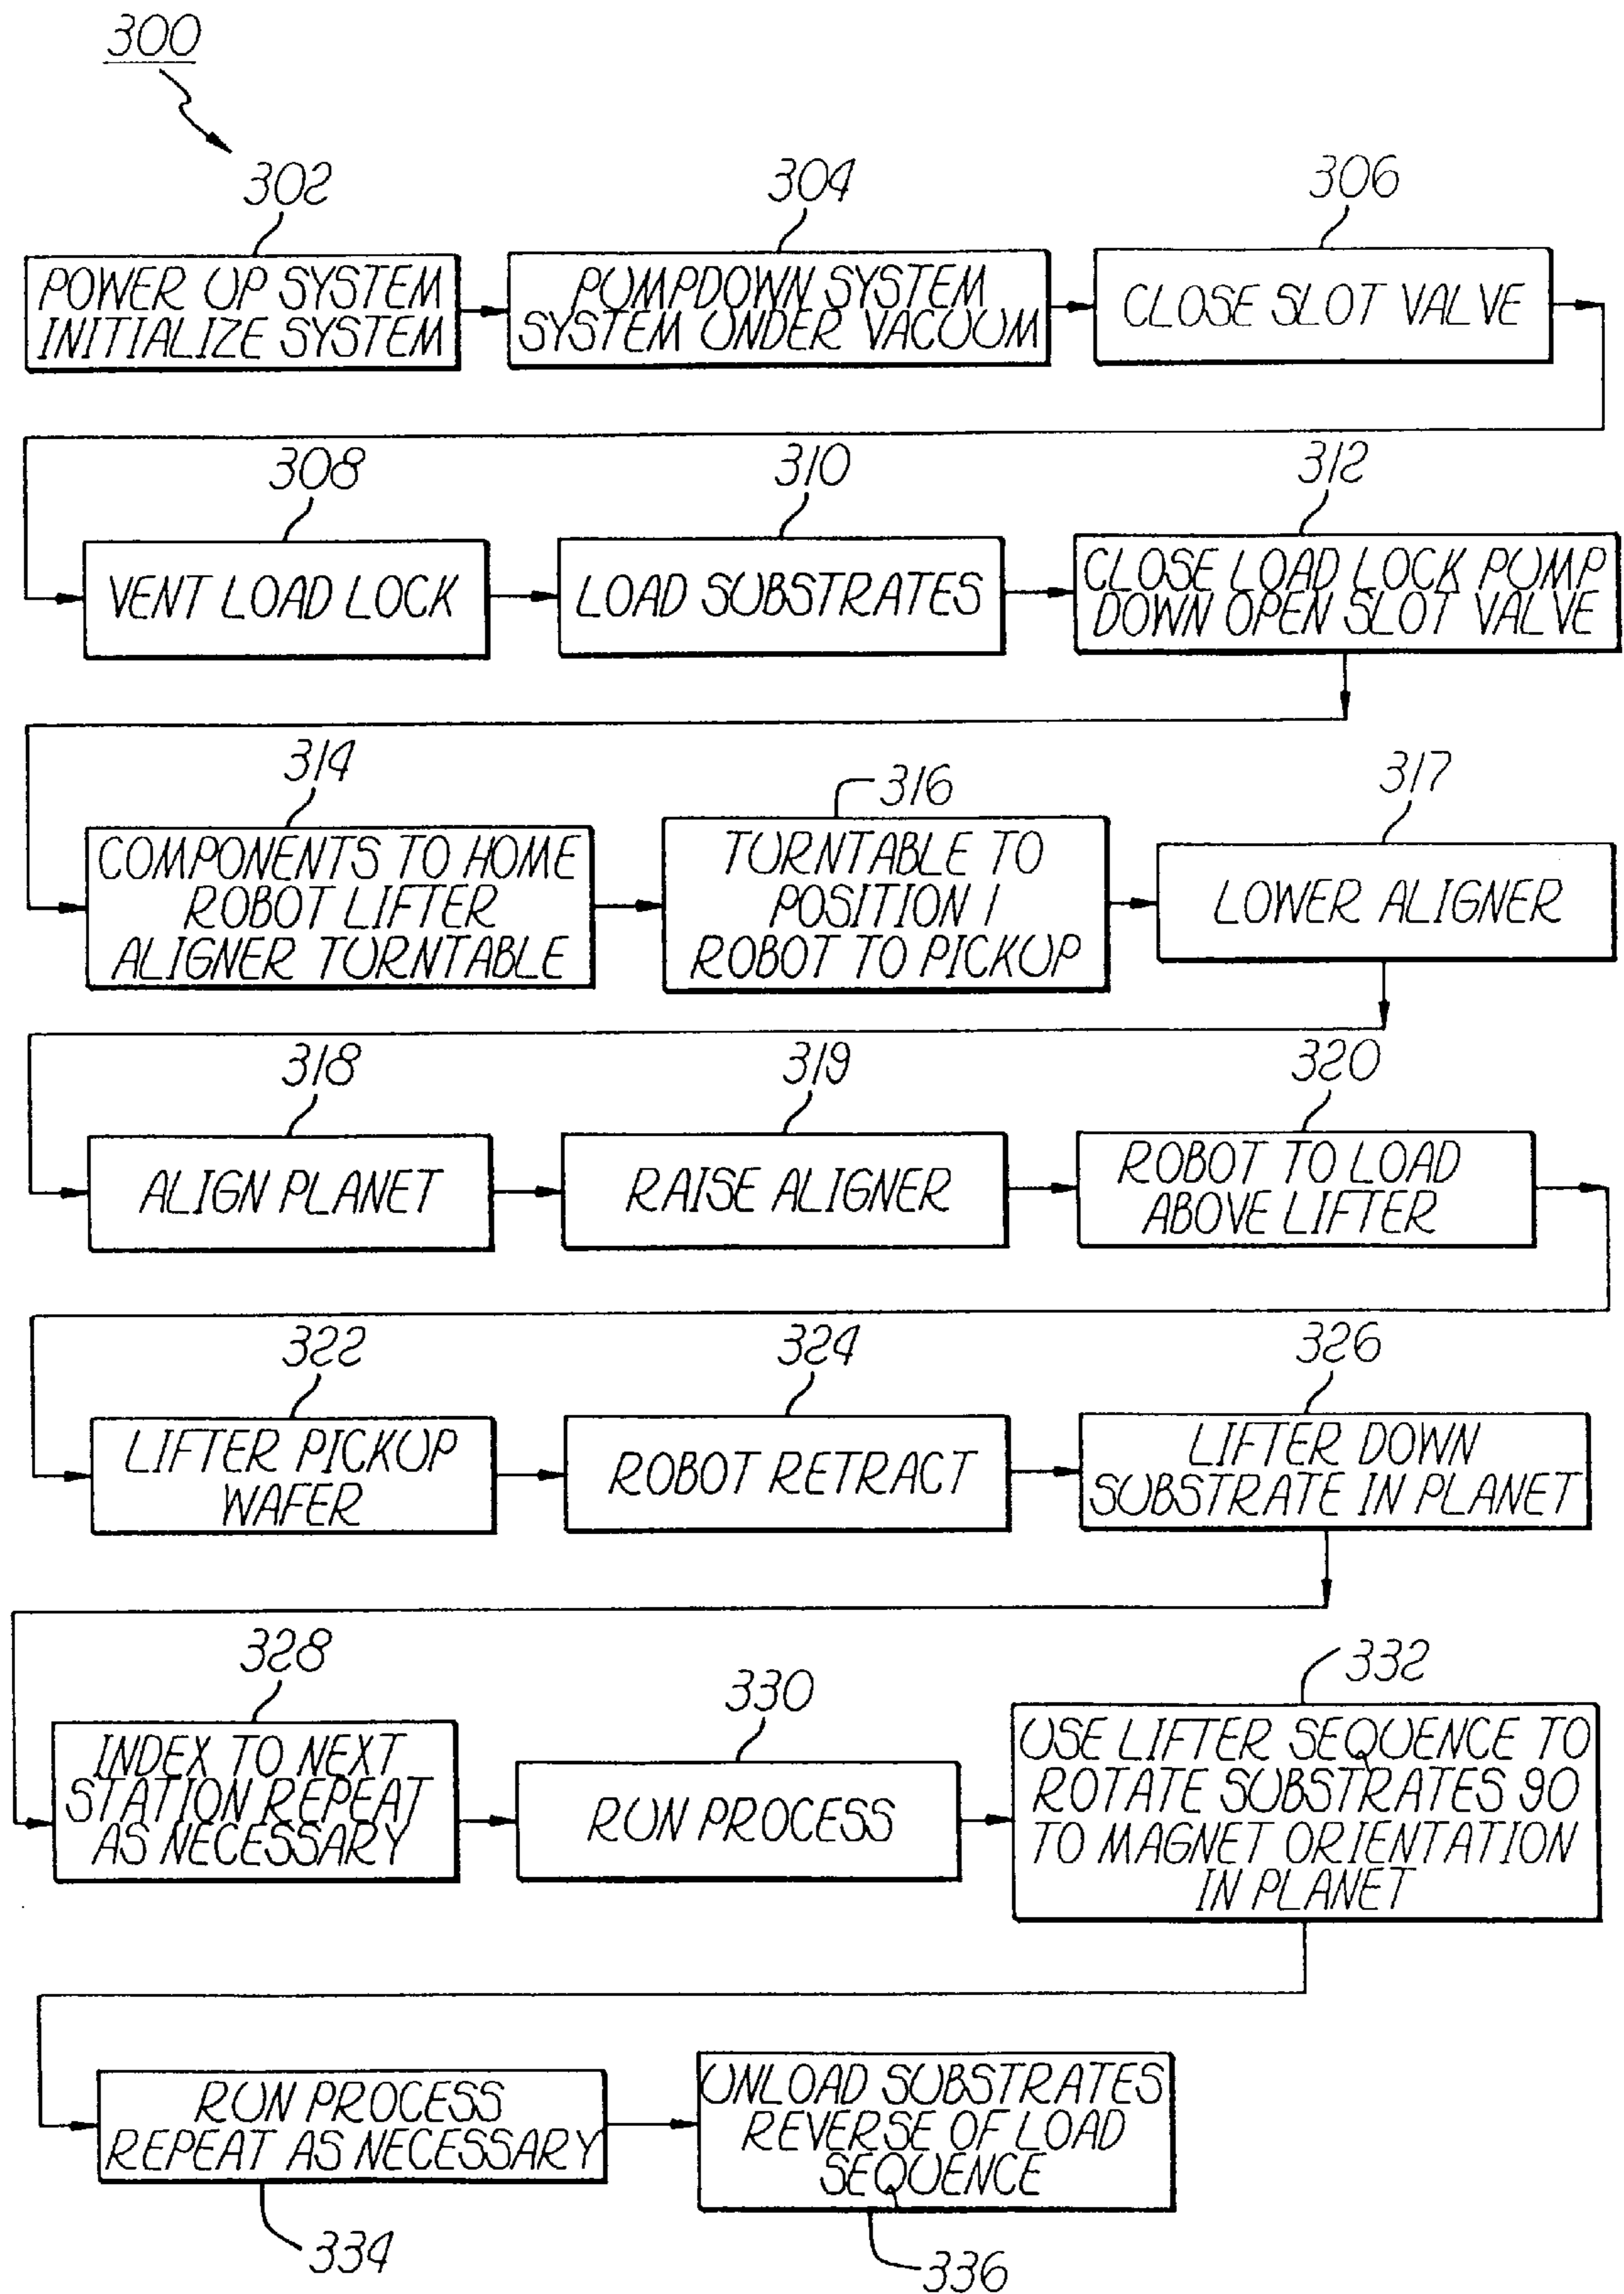 300
302
304
306
POWER UP SYSTEM
INITIALIZE SYSTEM
PUMPDOWN SYSTEM
SYSTEM UNDER VACUUM
CLOSE SLOT VALVE
308
310
312
VENT LOAD LOCK
LOAD SUBSTRATES
CLOSE LOAD LOCK PUMP
DOWN OPEN SLOT VALVE
314
316
317
COMPONENTS TO HOME
ROBOT LIFTER
ALIGNER TURNTABLE
TURNTABLE TO
POSITION 1
ROBOT TO PICKUP
LOWER ALIGNER
318
319
320
ALIGN PLANET
RAISE ALIGNER
ROBOT TO LOAD
ABOVE LIFTER
322
324
326
LIFTER PICKUP
WAFER
ROBOT RETRACT
LIFTER DOWN
SUBSTRATE IN PLANET
328
330
332
INDEX TO NEXT
STATION REPEAT
AS NECESSARY
RUN PROCESS
USE LIFTER SEQUENCE TO
ROTATE SUBSTRATES 90
TO MAGNET ORIENTATION
IN PLANET
RUN PROCESS
REPEAT AS NECESSARY
UNLOAD SUBSTRATES
REVERSE OF LOAD
SEQUENCE
334
336